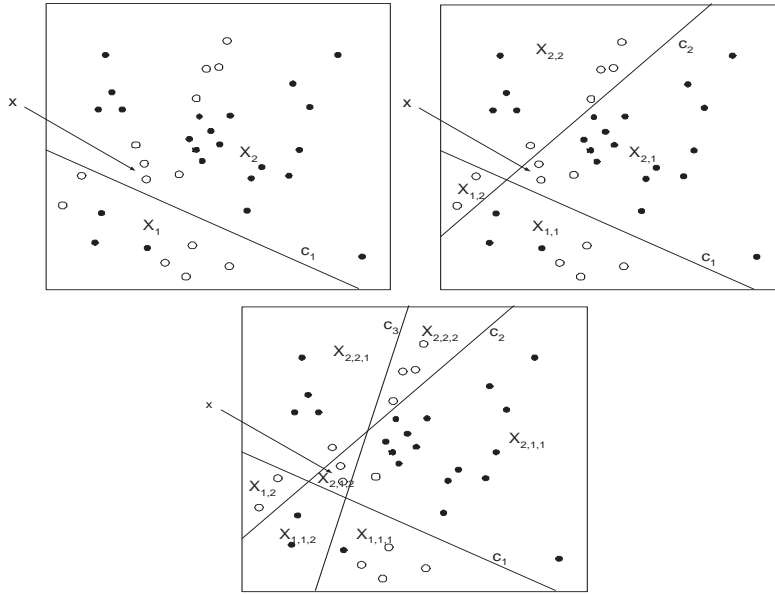 x
X2
X1
c1
X2,2
c2
x
X2,1
X1,2
X1,1
c1
c3
X2,2,2
c2
X2,2,1
x
X2,1,1
X1,2
X2,1,2
X1,1,2
X1,1,1
c1